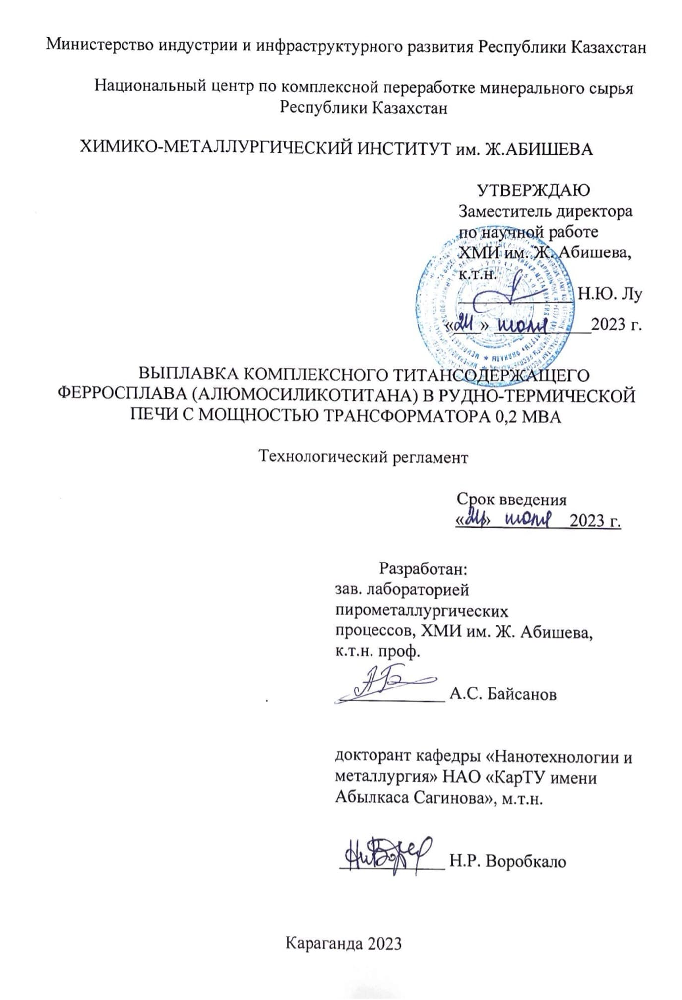 Министерство индустрии и инфраструктурного развития Республики Казахстан
Национальный центр по комплексной переработке минерального сырья
Республики Казахстан
ХИМИКО-МЕТАЛЛУРГИЧЕСКИЙ ИНСТИТУТ им. Ж.АБИШЕВА
УТВЕРЖДАЮ
Заместитель директора
по научной работе
ХМИ им. Ж. Абишева,
к.т.н.
Н.Ю. Лу
«24» июля 2023 г.
ВЫПЛАВКА КОМПЛЕКСНОГО ТИТАНСОДЕРЖАЩЕГО
ФЕРРОСПЛАВА (АЛЮМОСИЛИКОТИТАНА) В РУДНО-ТЕРМИЧЕСКОЙ
ПЕЧИ С МОЩНОСТЬЮ ТРАНСФОРМАТОРА 0,2 МВА
Технологический регламент
Срок введения
«24» июля 2023 г.
Разработан:
зав. лабораторией
пирометаллургических
процессов, ХМИ им. Ж. Абишева,
к.т.н. проф.
А.С. Байсанов
докторант кафедры «Нанотехнологии и
металлургия» НАО «КарТУ имени
Абылкаса Сагинова», м.т.н.
Н.Р. Воробкало
Караганда 2023